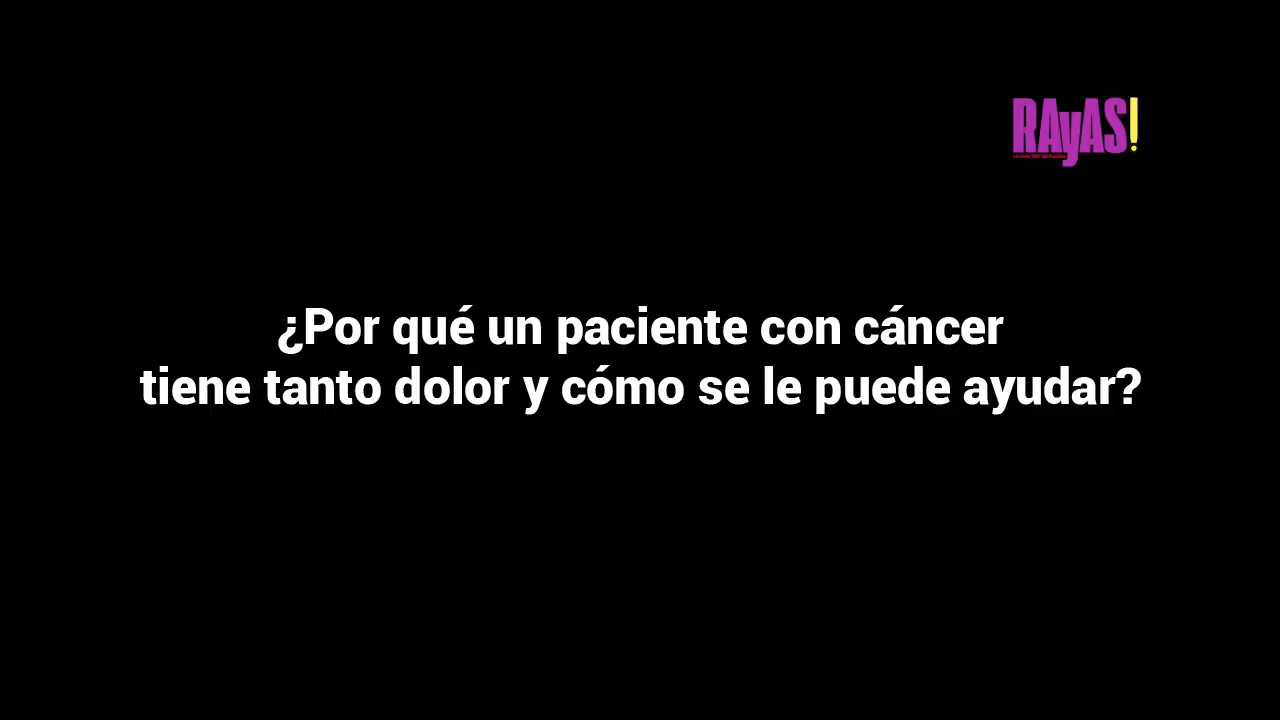 RAyAS!
¿Por qué un paciente con cáncer
tiene tanto dolor y cómo se le puede ayudar?